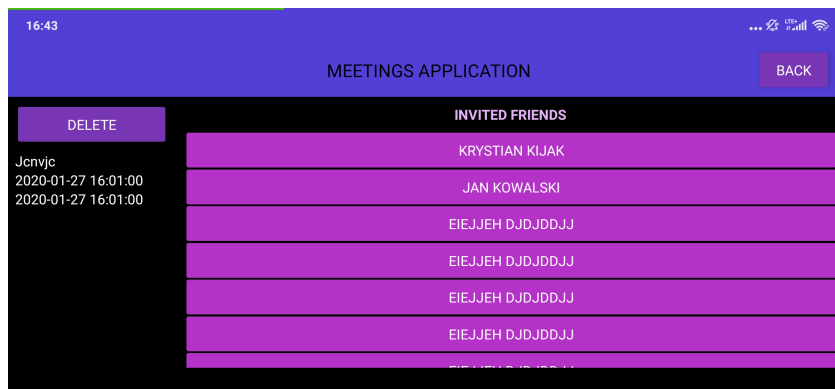 16:43
LTE+
MEETINGS APPLICATION
BACK
DELETE
INVITED FRIENDS
Jcnvjc
2020-01-27 16:01:00
2020-01-27 16:01:00
KRYSTIAN KIJAK
JAN KOWALSKI
EIEJJEH DJDJDDJJ
EIEJJEH DJDJDDJJ
EIEJJEH DJDJDDJJ
EIEJJEH DJDJDDJJ